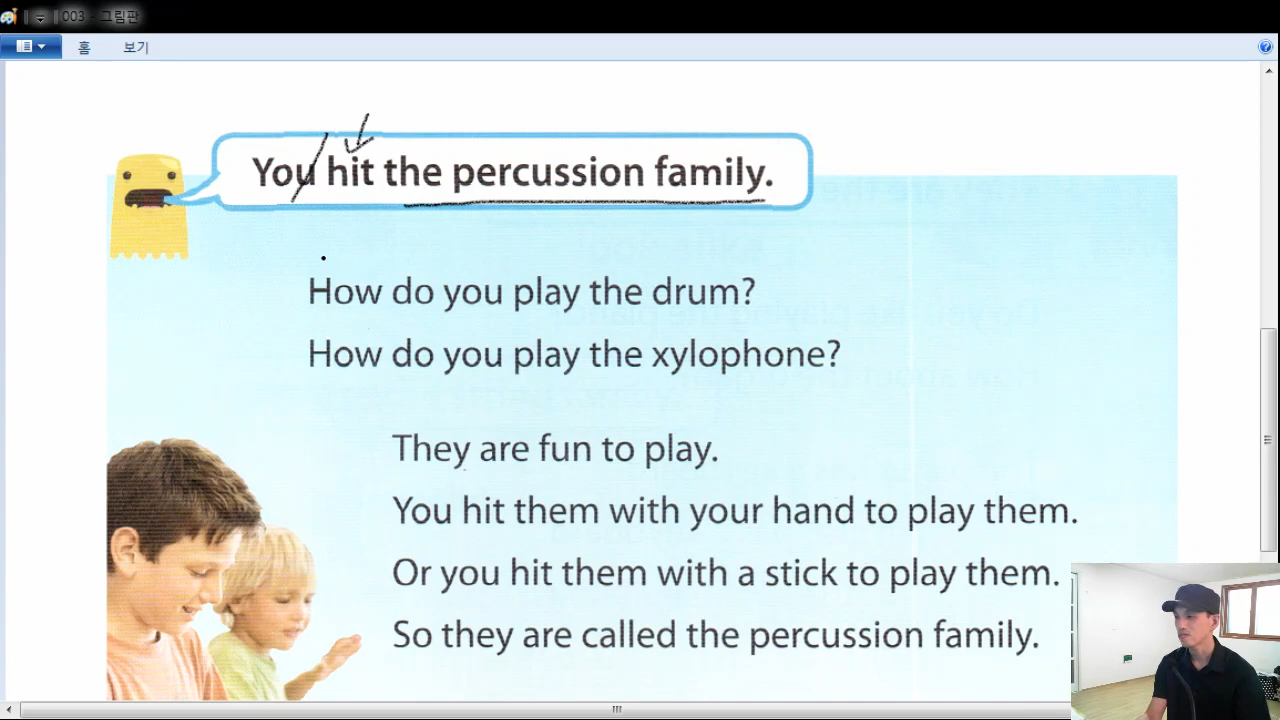 003 - 그림판
홈 보기
You hit the percussion family.
How do you play the drum?
How do you play the xylophone?
They are fun to play.
You hit them with your hand to play them.
Or you hit them with a stick to play them.
So they are called the percussion family.